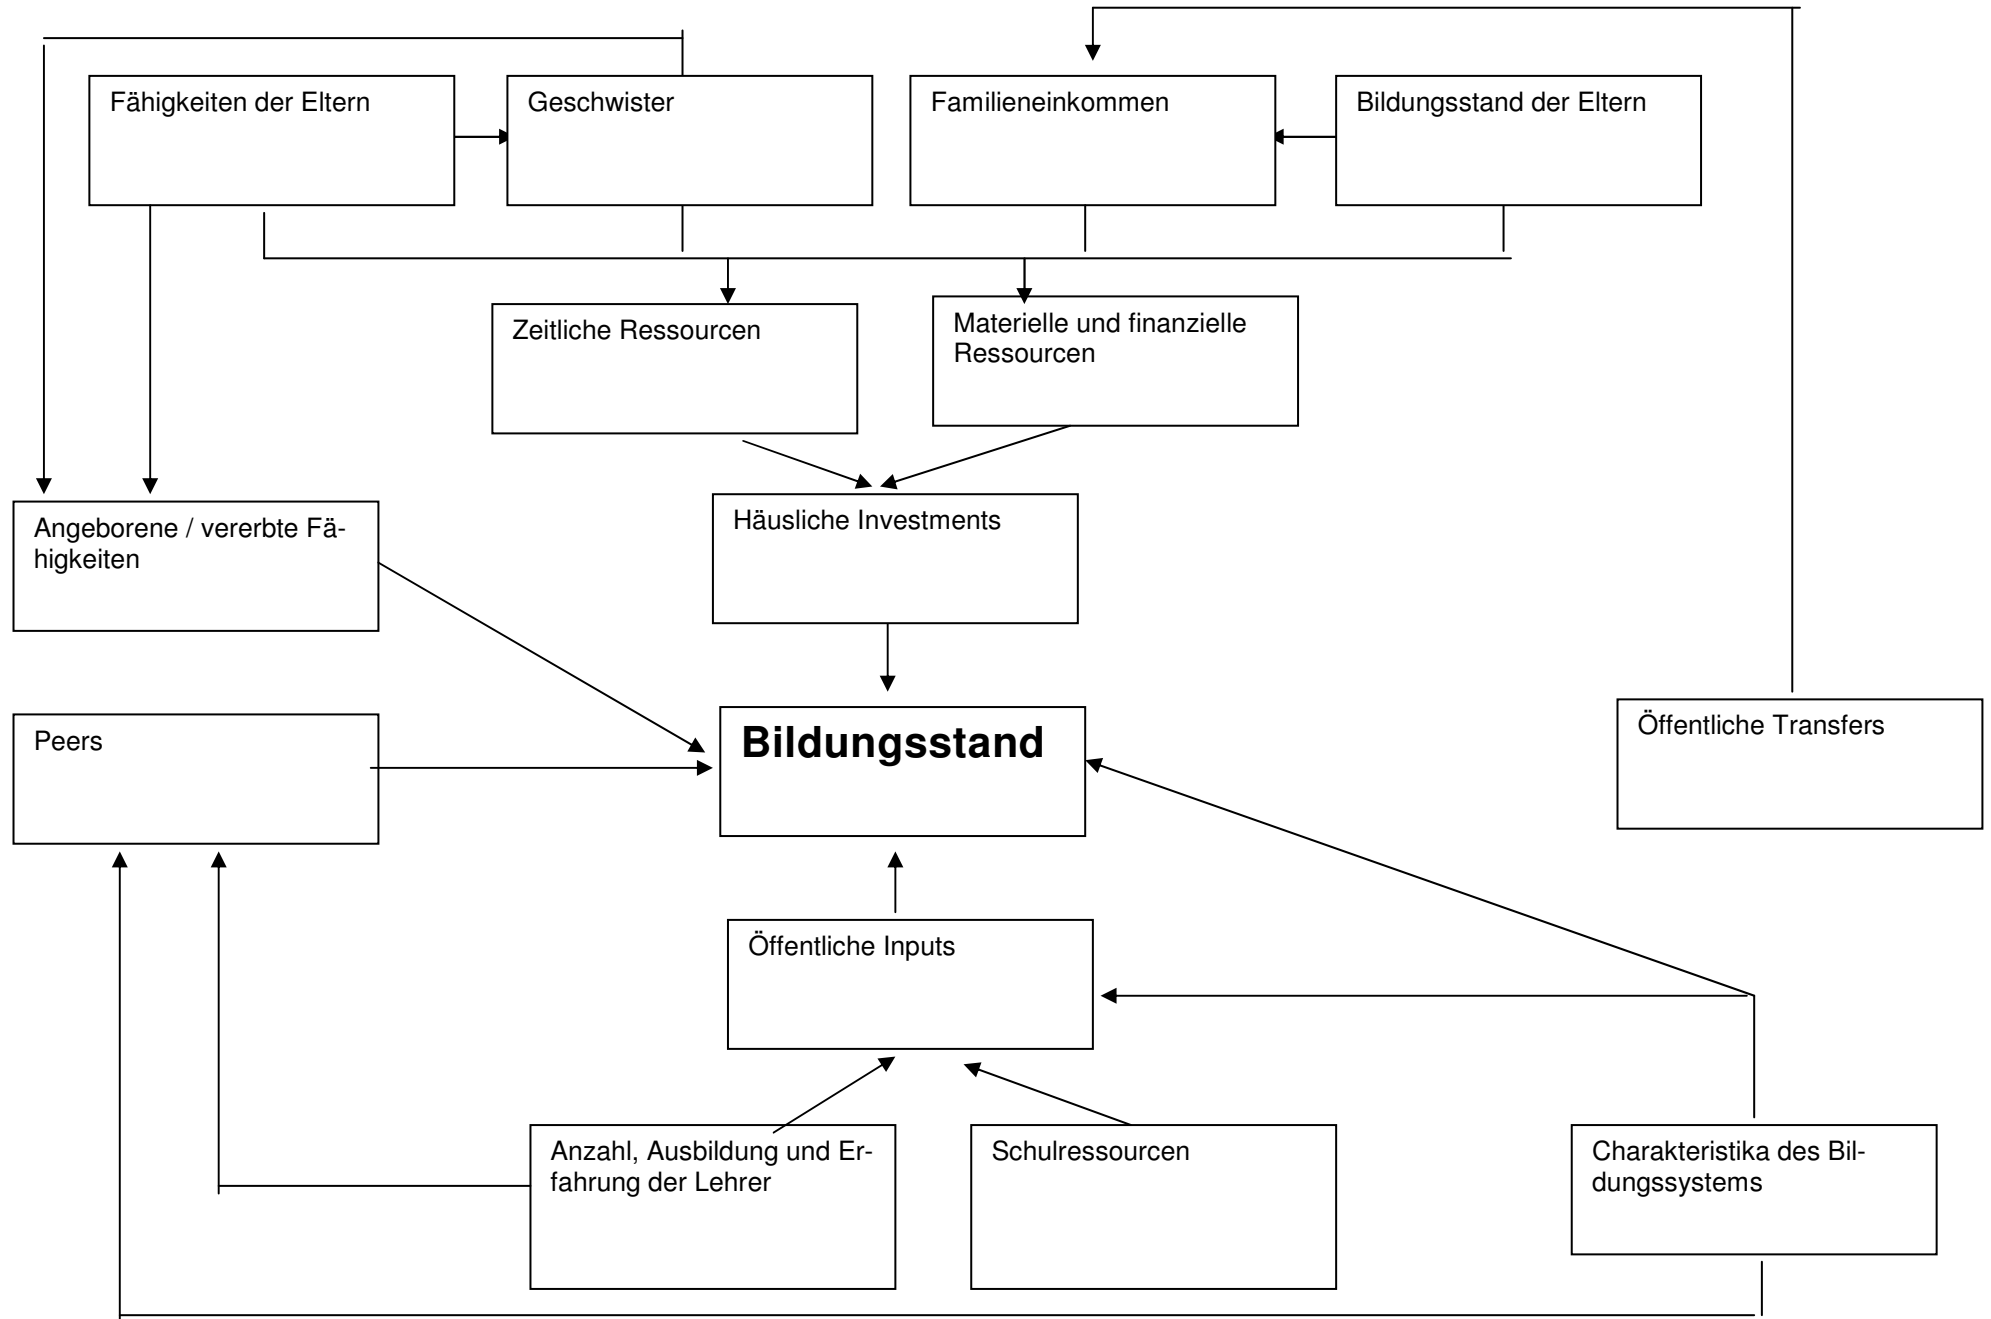 Fähigkeiten der Eltern
Geschwister
Familieneinkommen
Bildungsstand der Eltern
Zeitliche Ressourcen
Materielle und finanzielle
Ressourcen
Angeborene / vererbte Fä-
higkeiten
Häusliche Investments
Peers
Bildungsstand
Öffentliche Transfers
Öffentliche Inputs
Anzahl, Ausbildung und Er-
fahrung der Lehrer
Schulressourcen
Charakteristika des Bil-
dungssystems